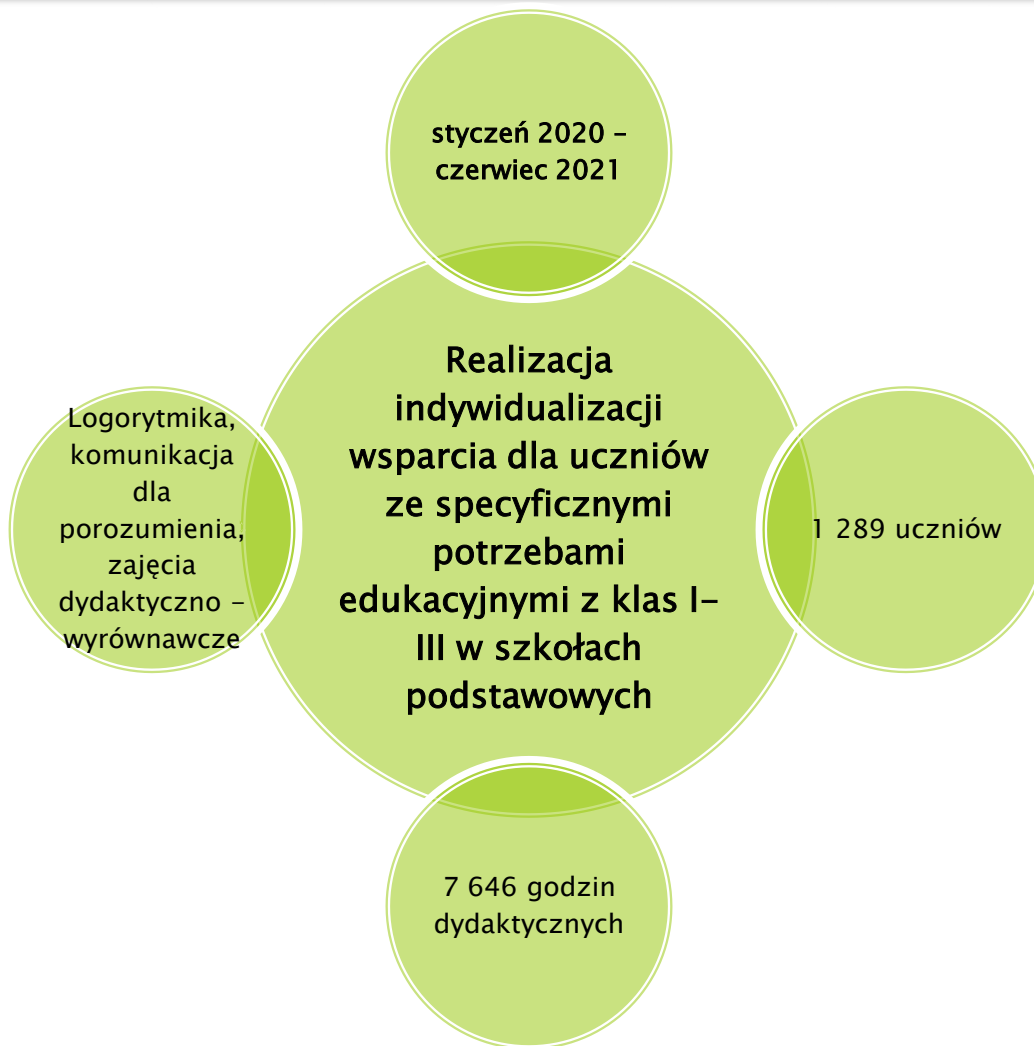 styczeń 2020 –
czerwiec 2021
Realizacja
indywidualizacji
wsparcia dla uczniów
ze specyficznymi
potrzebami
edukacyjnymi z klas I–
III w szkołach
podstawowych
Logorytmika,
komunikacja
dla
porozumienia,
zajęcia
dydaktyczno –
wyrównawcze
1 289 uczniów
7 646 godzin
dydaktycznych